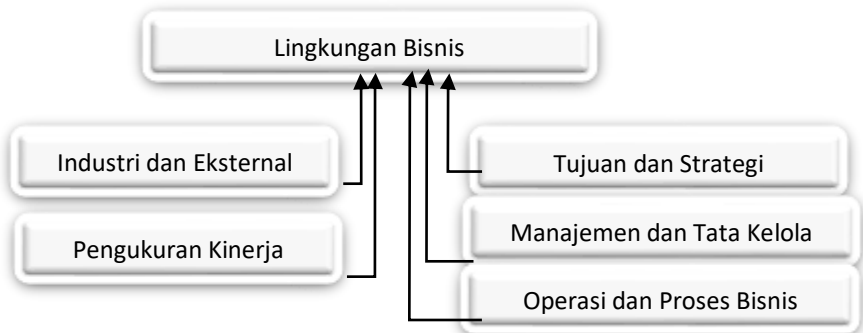 Lingkungan Bisnis
Industri dan Eksternal
Pengukuran Kinerja
Tujuan dan Strategi
Manajemen dan Tata Kelola
Operasi dan Proses Bisnis